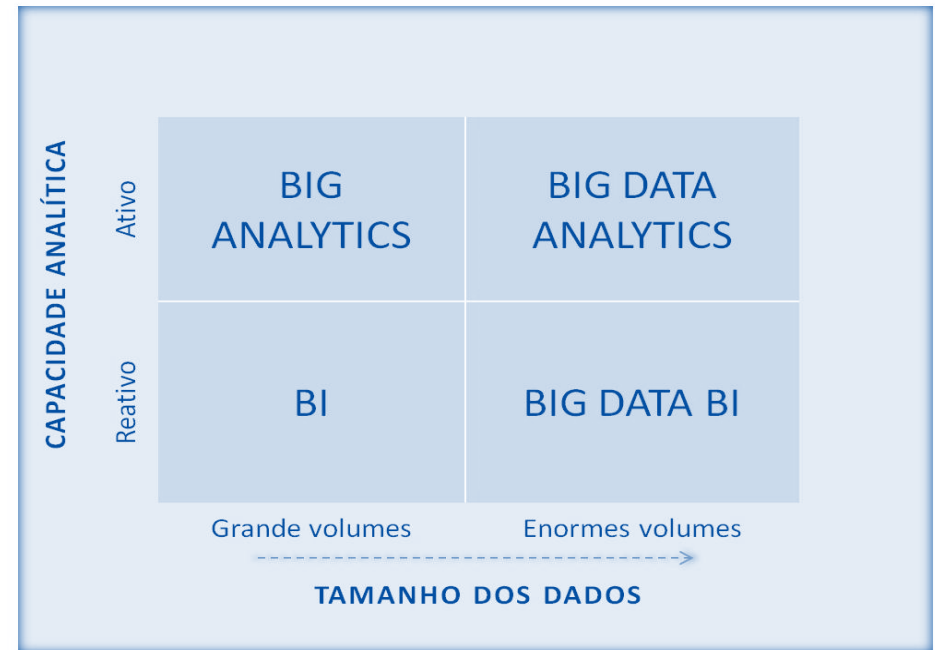 CAPACIDADE ANALÍTICA
Ativo
BIG
ANALYTICS
BIG DATA
ANALYTICS
Reativo
BI
BIG DATA BI
Grande volumes
Enormes volumes
TAMANHO DOS DADOS